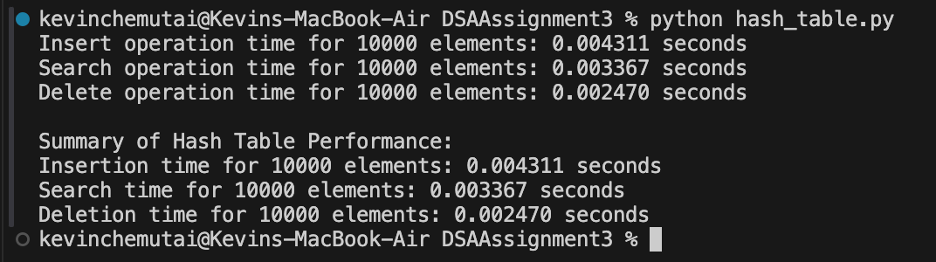 kevinchemutai@Kevins-MacBook-Air DSAAssignment3 % python hash_table.py
Insert operation time for 10000 elements: 0.004311 seconds
Search operation time for 10000 elements: 0.003367 seconds
Delete operation time for 10000 elements: 0.002470 seconds

Summary of Hash Table Performance:
Insertion time for 10000 elements: 0.004311 seconds
Search time for 10000 elements: 0.003367 seconds
Deletion time for 10000 elements: 0.002470 seconds
kevinchemutai@Kevins-MacBook-Air DSAAssignment3 %